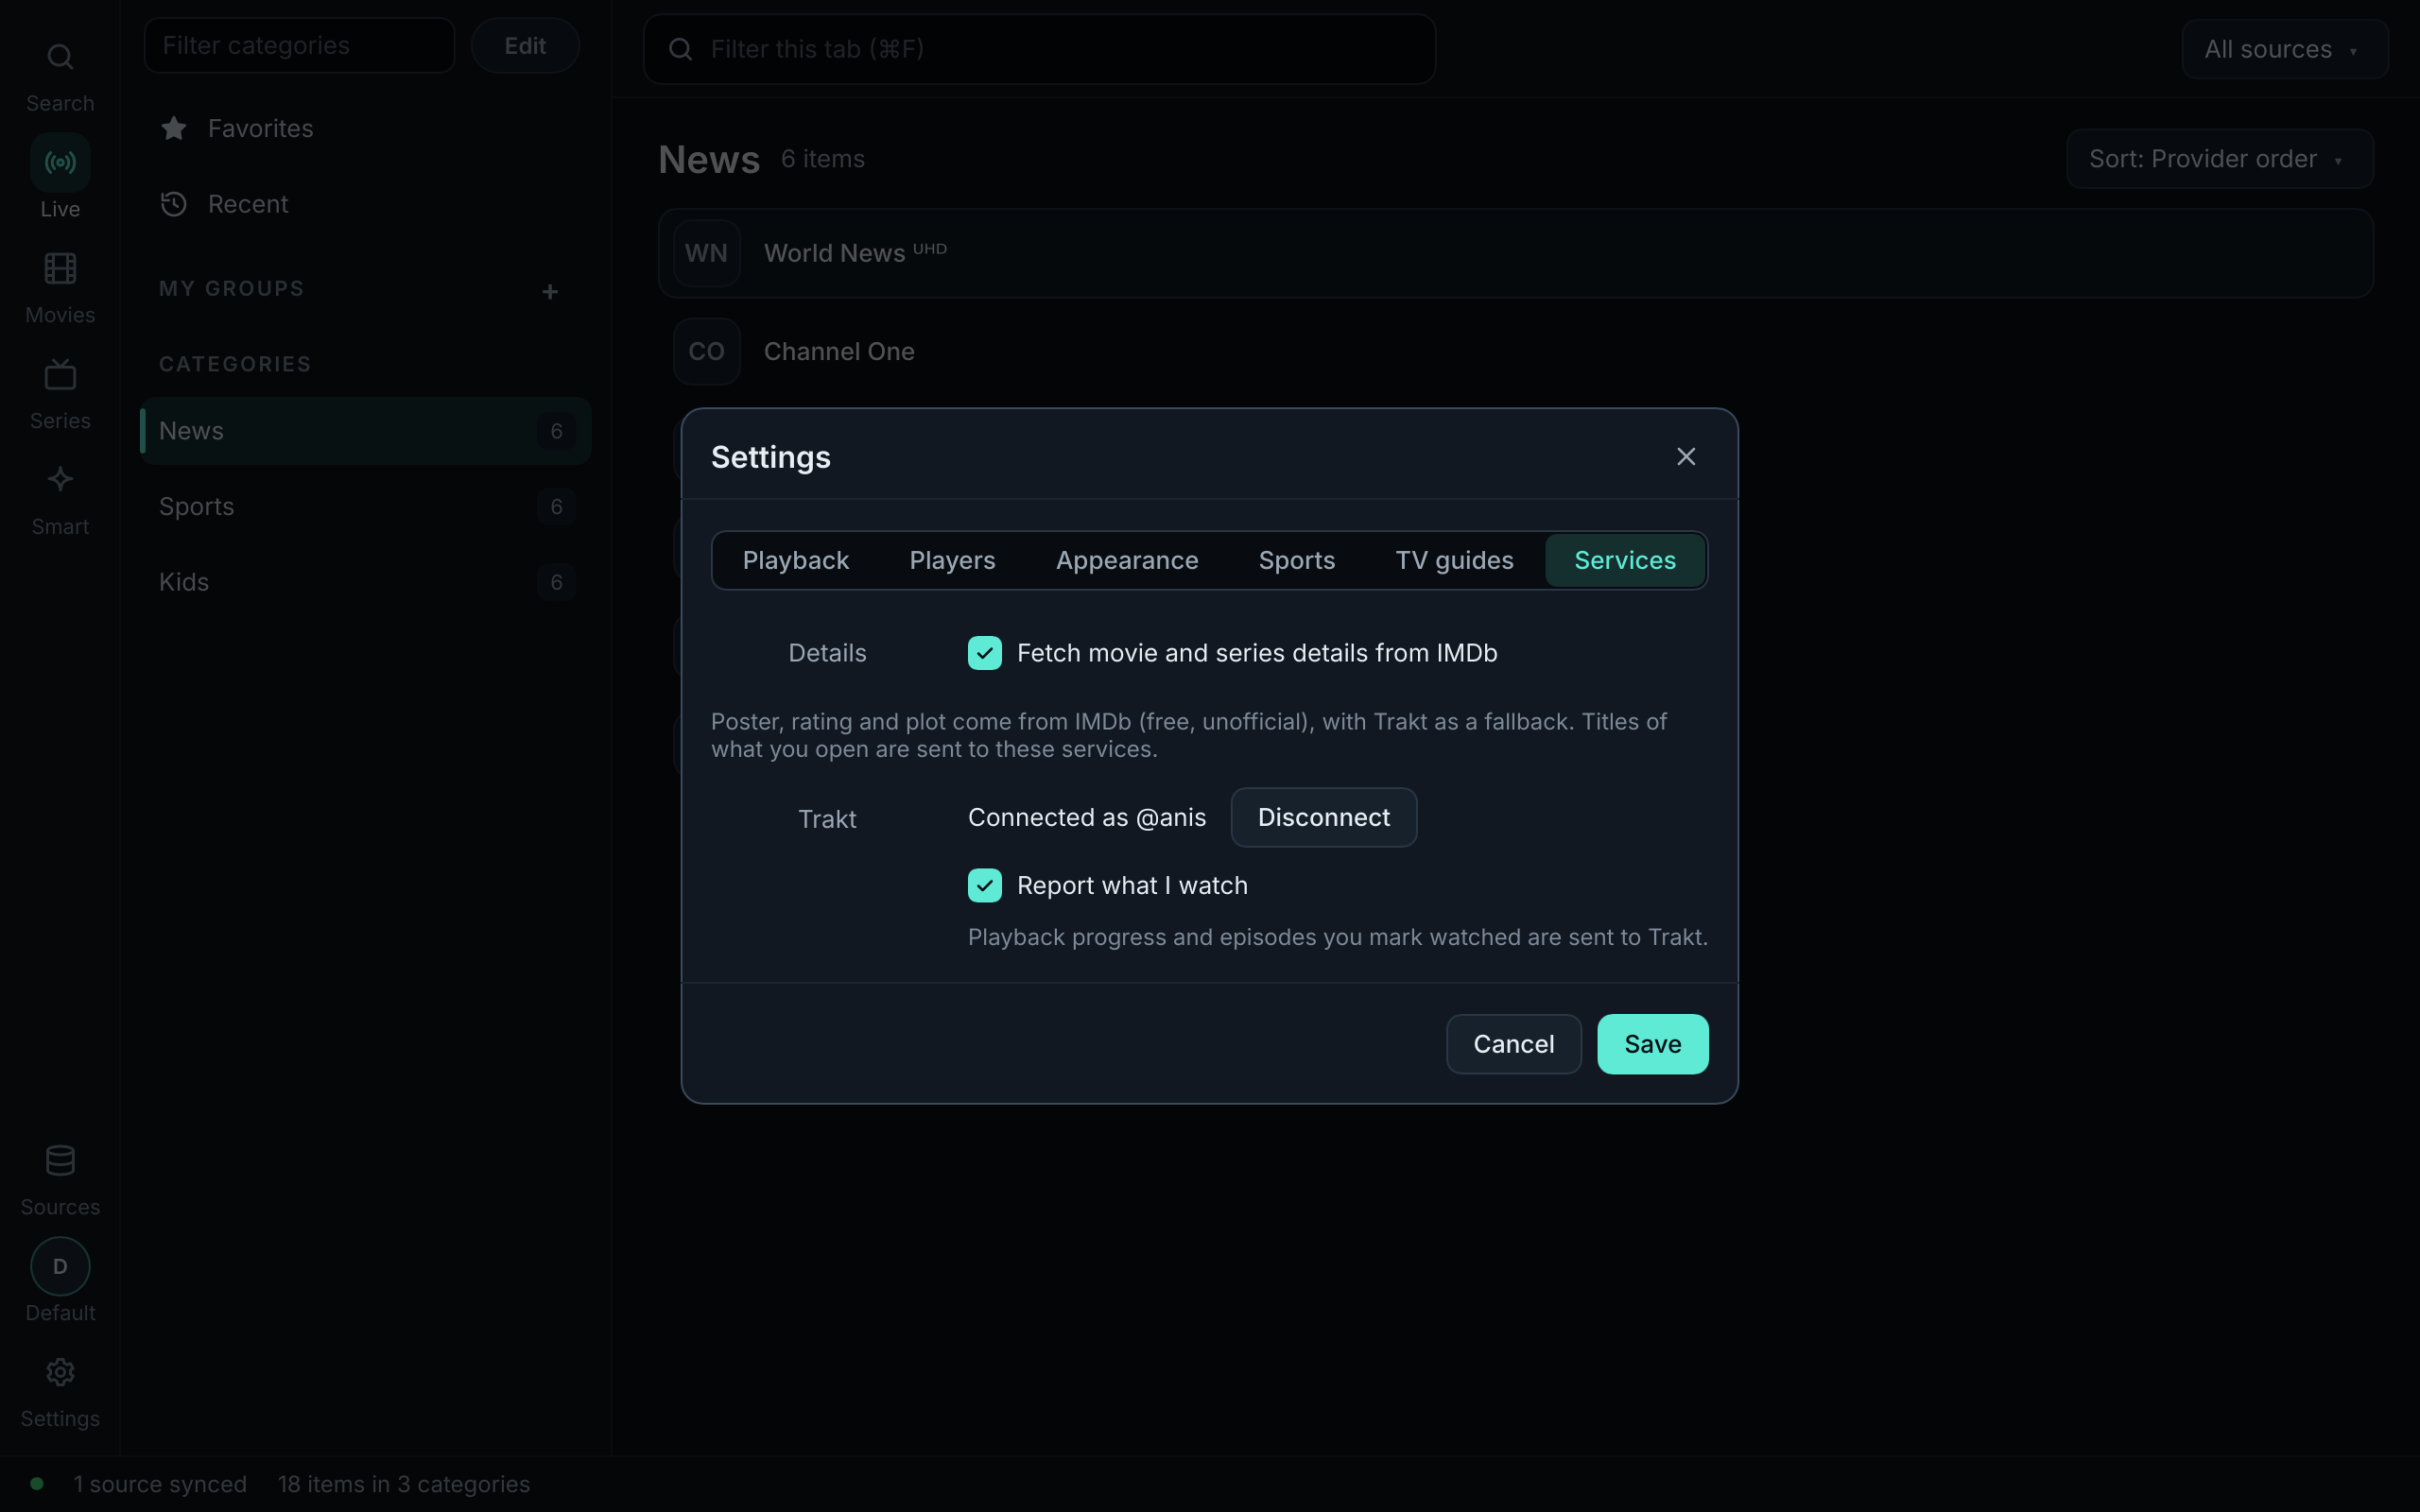 Search
Live
Movies
Series
Smart
Sources
D
Default
Settings
Filter categories
Edit
Favorites
Recent
MY GROUPS
+
CATEGORIES
News 6
Sports 6
Kids 6
Filter this tab (⌘F)
All sources
News 6 items
Sort: Provider order
WN World News UHD
CO Channel One
Settings
Playback Players Appearance Sports TV guides Services
Details Fetch movie and series details from IMDb
Poster, rating and plot come from IMDb (free, unofficial), with Trakt as a fallback. Titles of
what you open are sent to these services.
Trakt Connected as @anis Disconnect
Report what I watch
Playback progress and episodes you mark watched are sent to Trakt.
Cancel Save
1 source synced 18 items in 3 categories